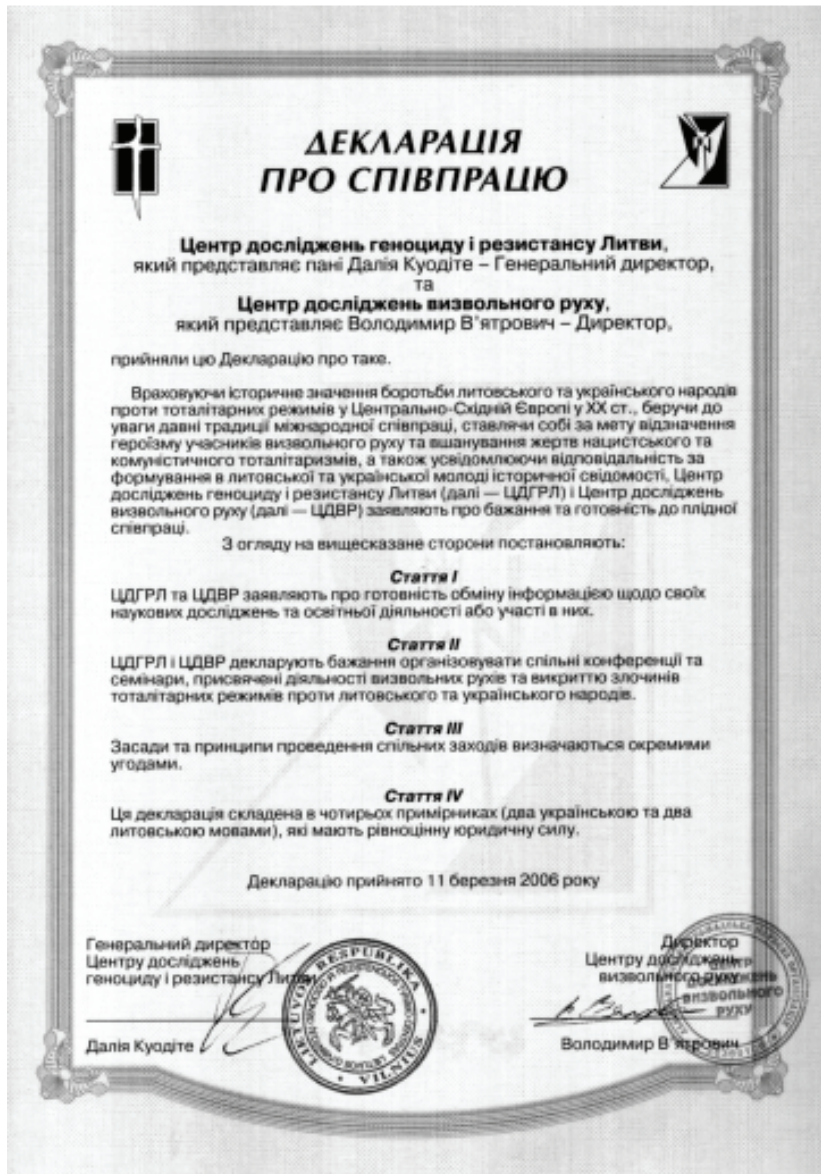 ДЕКЛАРАЦІЯ
ПРО СПІВПРАЦЮ
Центр досліджень геноциду і резистансу Литви,
який представляє пані Далія Куодіте – Генеральний директор,
та
Центр досліджень визвольного руху,
який представляє Володимир В'ятрович – Директор,
прийняли цю Декларацію про таке.
Враховуючи історичне значення боротьби литовського та українського народів
проти тоталітарних режимів у Центрально-Східній Європі у ХХ ст., беручи до
уваги давні традиції міжнародної співпраці, ставлячи собі за мету відзначення
героїзму учасників визвольного руху та вшанування жертв нацистського та
комуністичного тоталітаризмів, а також усвідомлюючи відповідальність за
формування в литовської та української молоді історичної свідомості, Центр
досліджень геноциду і резистансу Литви (далі — ЦДГРЛ) і Центр досліджень
визвольного руху (далі — ЦДВР) заявляють про бажання та готовність до плідної
співпраці.
З огляду на вищесказане сторони постановляють:
Стаття I
ЦДГРЛ та ЦДВР заявляють про готовність обміну інформацією щодо своїх
наукових досліджень та освітньої діяльності або участі в них.
Стаття II
ЦДГРЛ і ЦДВР декларують бажання організовувати спільні конференції та
семінари, присвячені діяльності визвольних рухів та викриттю злочинів
тоталітарних режимів проти литовського та українського народів.
Стаття III
Засади та принципи проведення спільних заходів визначаються окремими
угодами.
Стаття IV
Ця декларація складена в чотирьох примірниках (два українською та два
литовською мовами), які мають рівноцінну юридичну силу.
Декларацію прийнято 11 березня 2006 року
Генеральний директор
Центру досліджень
геноциду і резистансу Литви
Далія Куодіте
LIETUVOS RESPUBLIKA
VILNIUS
Директор
Центру досліджень
визвольного руху
Володимир В'ятрович
ЦЕНТР
ДОСЛІДЖЕНЬ
ВИЗВОЛЬНОГО
РУХУ